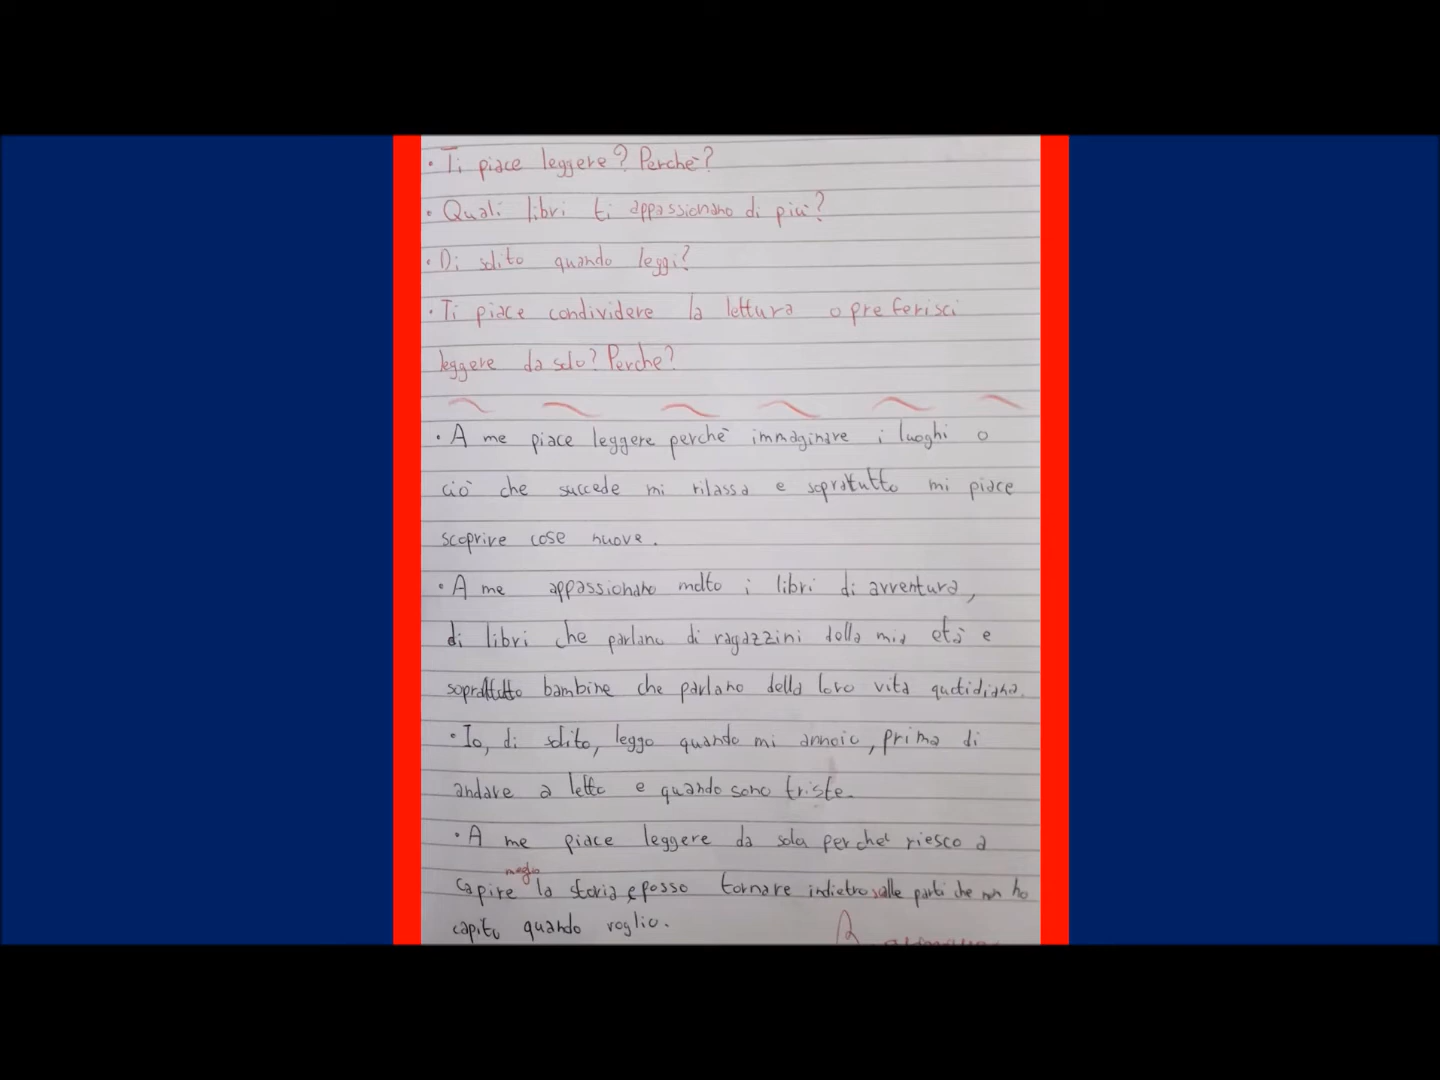 • Ti piace leggere? Perchè?
• Quali libri ti appassionano di più?
• Di solito quando leggi?
• Ti piace condividere la lettura o preferisci
leggere da solo? Perche?
• A me piace leggere perchè immaginare i luoghi o
ciò che succede mi rilassa e sopratutto mi piace
scoprire cose nuove.
• A me appassionano molto i libri di avventura,
di libri che parlano di ragazzini della mia età e
soprattutto bambine che parlano della loro vita quotidiana.
• Io, di solito, leggo quando mi annoio, prima di
andare a letto e quando sono triste.
• A me piace leggere da sola perchè riesco a
meglio
capire la storia e posso tornare indietro sulle parti che non ho
capito quando voglio.